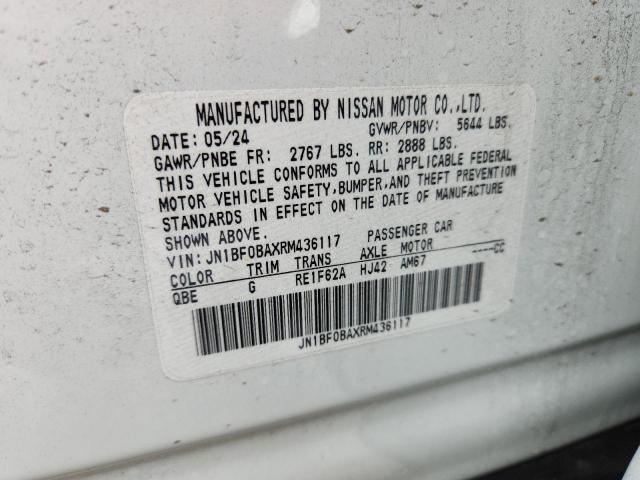 MANUFACTURED BY NISSAN MOTOR CO.,LTD.
DATE: 05/24 GVWR/PNBV: 5644 LBS.
GAWR/PNBE FR: 2767 LBS. RR: 2888 LBS.
THIS VEHICLE CONFORMS TO ALL APPLICABLE FEDERAL
MOTOR VEHICLE SAFETY,BUMPER,AND THEFT PREVENTION
STANDARDS IN EFFECT ON THE DATE OF MANUFACTURE
SHOWN ABOVE.
VIN: JN1BF0BAXRM436117 PASSENGER CAR
COLOR TRIM TRANS AXLE MOTOR
QBE G RE1F62A HJ42 AM67 ----CC
JN1BF0BAXRM436117